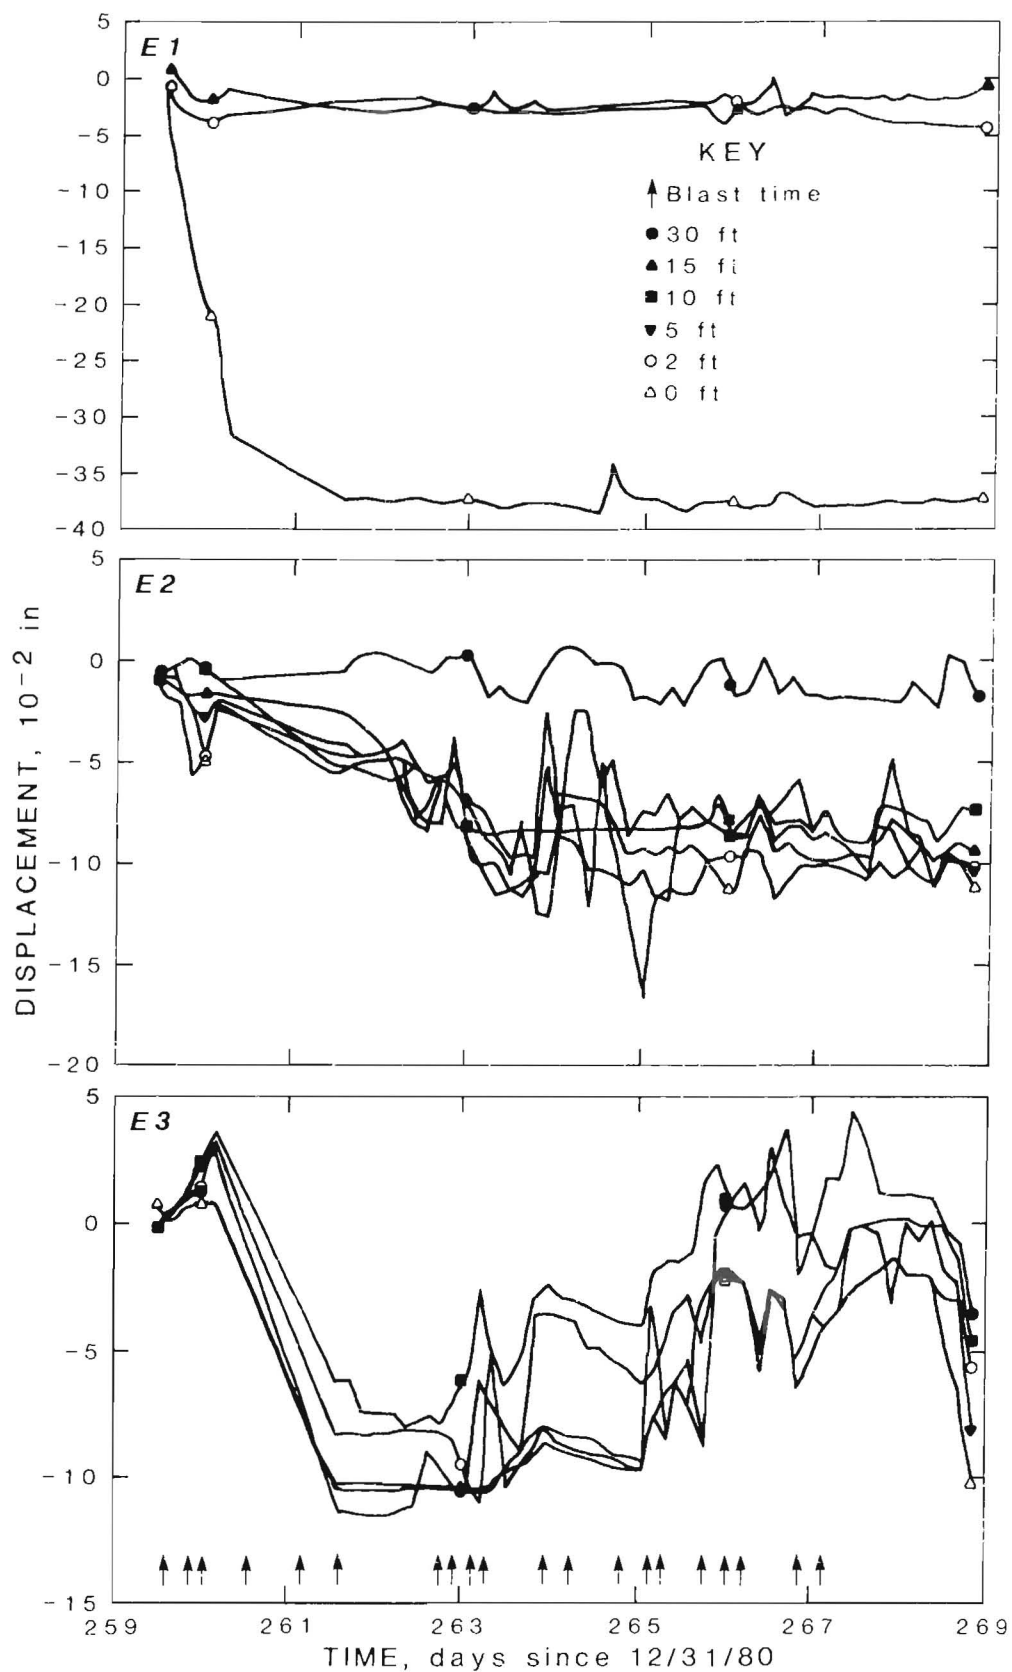 5
E1
0
-5
KEY
-10
Blast time
30 ft
-15
15 fi
10 ft
-20
5 ft
-25
2 ft
0 ft
-30
-35
-40
5
E2
0
-5
-10
-15
-20
DISPLACEMENT, 10-2 in
5
E3
0
-5
-10
-15
259 261 263 265 267 269
TIME, days since 12/31/80